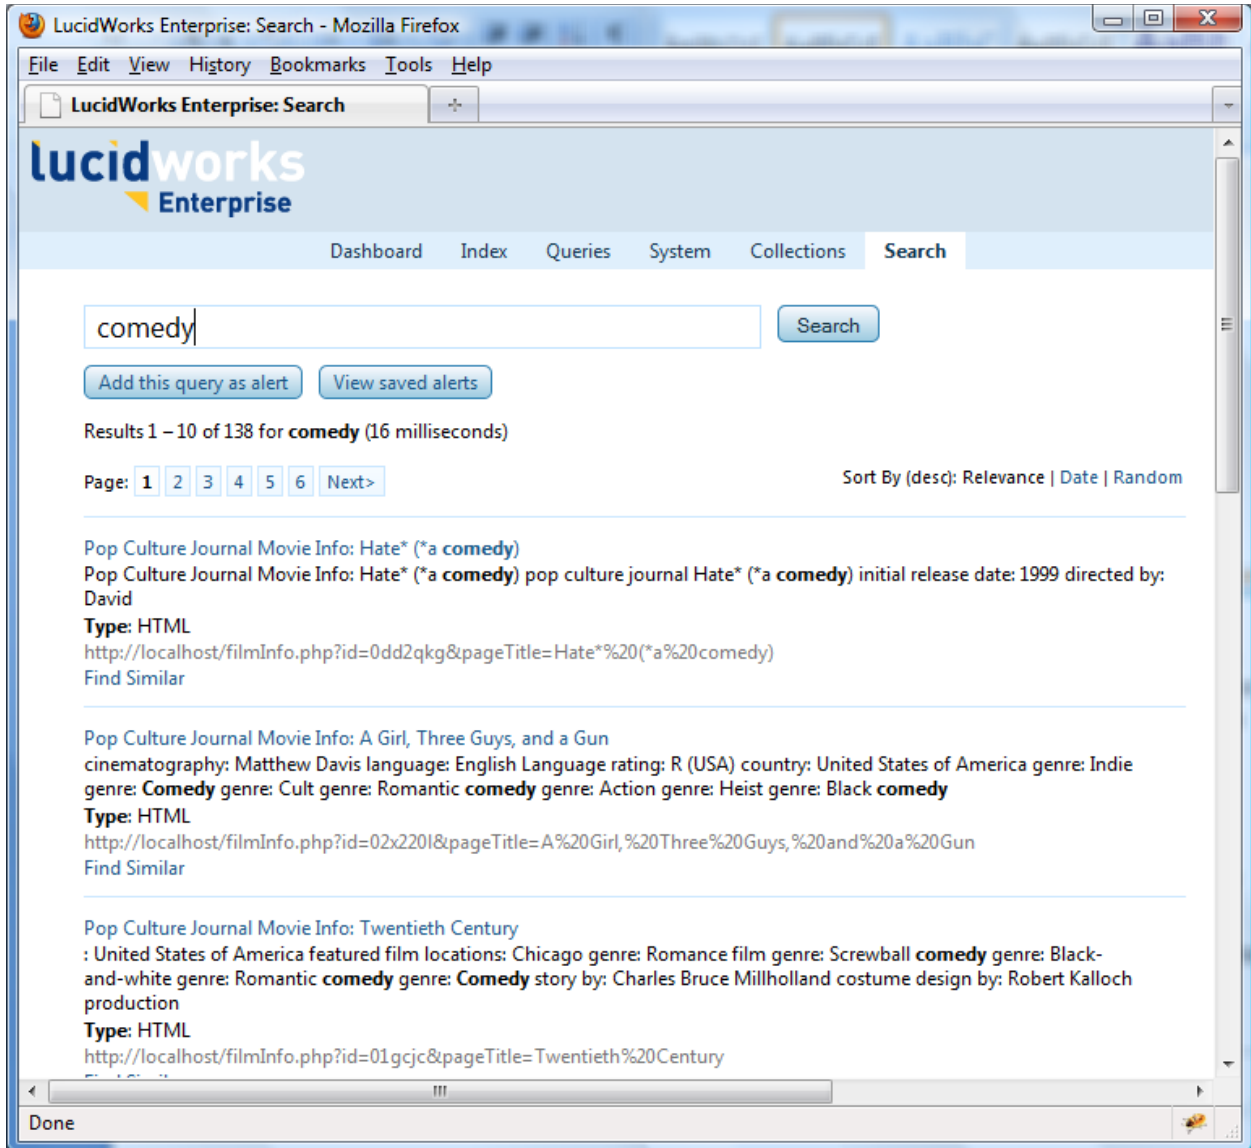 LucidWorks Enterprise: Search - Mozilla Firefox
File Edit View History Bookmarks Tools Help
LucidWorks Enterprise: Search
lucidworks
Enterprise
Dashboard Index Queries System Collections Search
comedy Search
Add this query as alert View saved alerts
Results 1 – 10 of 138 for comedy (16 milliseconds)
Page: 1 2 3 4 5 6 Next> Sort By (desc): Relevance | Date | Random
Pop Culture Journal Movie Info: Hate* (*a comedy)
Pop Culture Journal Movie Info: Hate* (*a comedy) pop culture journal Hate* (*a comedy) initial release date: 1999 directed by:
David
Type: HTML
http://localhost/filmInfo.php?id=0dd2qkg&pageTitle=Hate*%20(*a%20comedy)
Find Similar
Pop Culture Journal Movie Info: A Girl, Three Guys, and a Gun
cinematography: Matthew Davis language: English Language rating: R (USA) country: United States of America genre: Indie
genre: Comedy genre: Cult genre: Romantic comedy genre: Action genre: Heist genre: Black comedy
Type: HTML
http://localhost/filmInfo.php?id=02x220l&pageTitle=A%20Girl,%20Three%20Guys,%20and%20a%20Gun
Find Similar
Pop Culture Journal Movie Info: Twentieth Century
: United States of America featured film locations: Chicago genre: Romance film genre: Screwball comedy genre: Black-
and-white genre: Romantic comedy genre: Comedy story by: Charles Bruce Millholland costume design by: Robert Kalloch
production
Type: HTML
http://localhost/filmInfo.php?id=01gcjc&pageTitle=Twentieth%20Century
Done